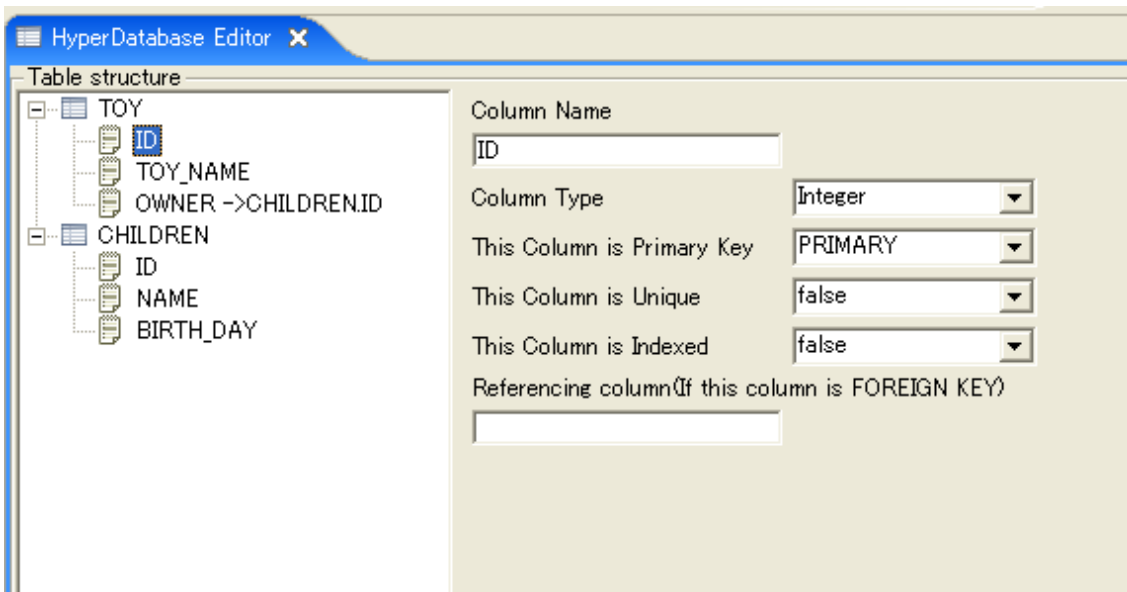 HyperDatabase Editor
Table structure
TOY
ID
TOY_NAME
OWNER ->CHILDREN.ID
CHILDREN
ID
NAME
BIRTH_DAY
Column Name
ID
Column Type Integer
This Column is Primary Key PRIMARY
This Column is Unique false
This Column is Indexed false
Referencing column(If this column is FOREIGN KEY)